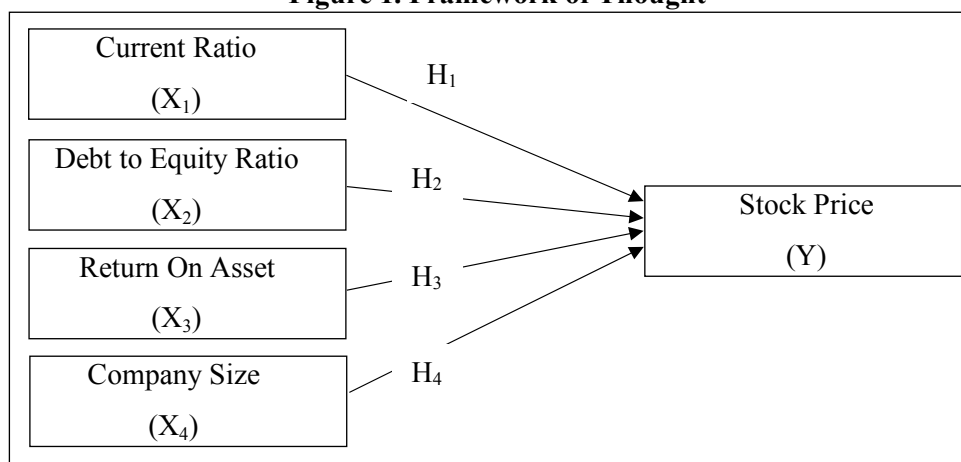 Figure 1. Framework of Thought
Current Ratio
(X₁)
H₁
Debt to Equity Ratio
(X₂)
H₂
Stock Price
(Y)
Return On Asset
(X₃)
H₃
Company Size
(X₄)
H₄